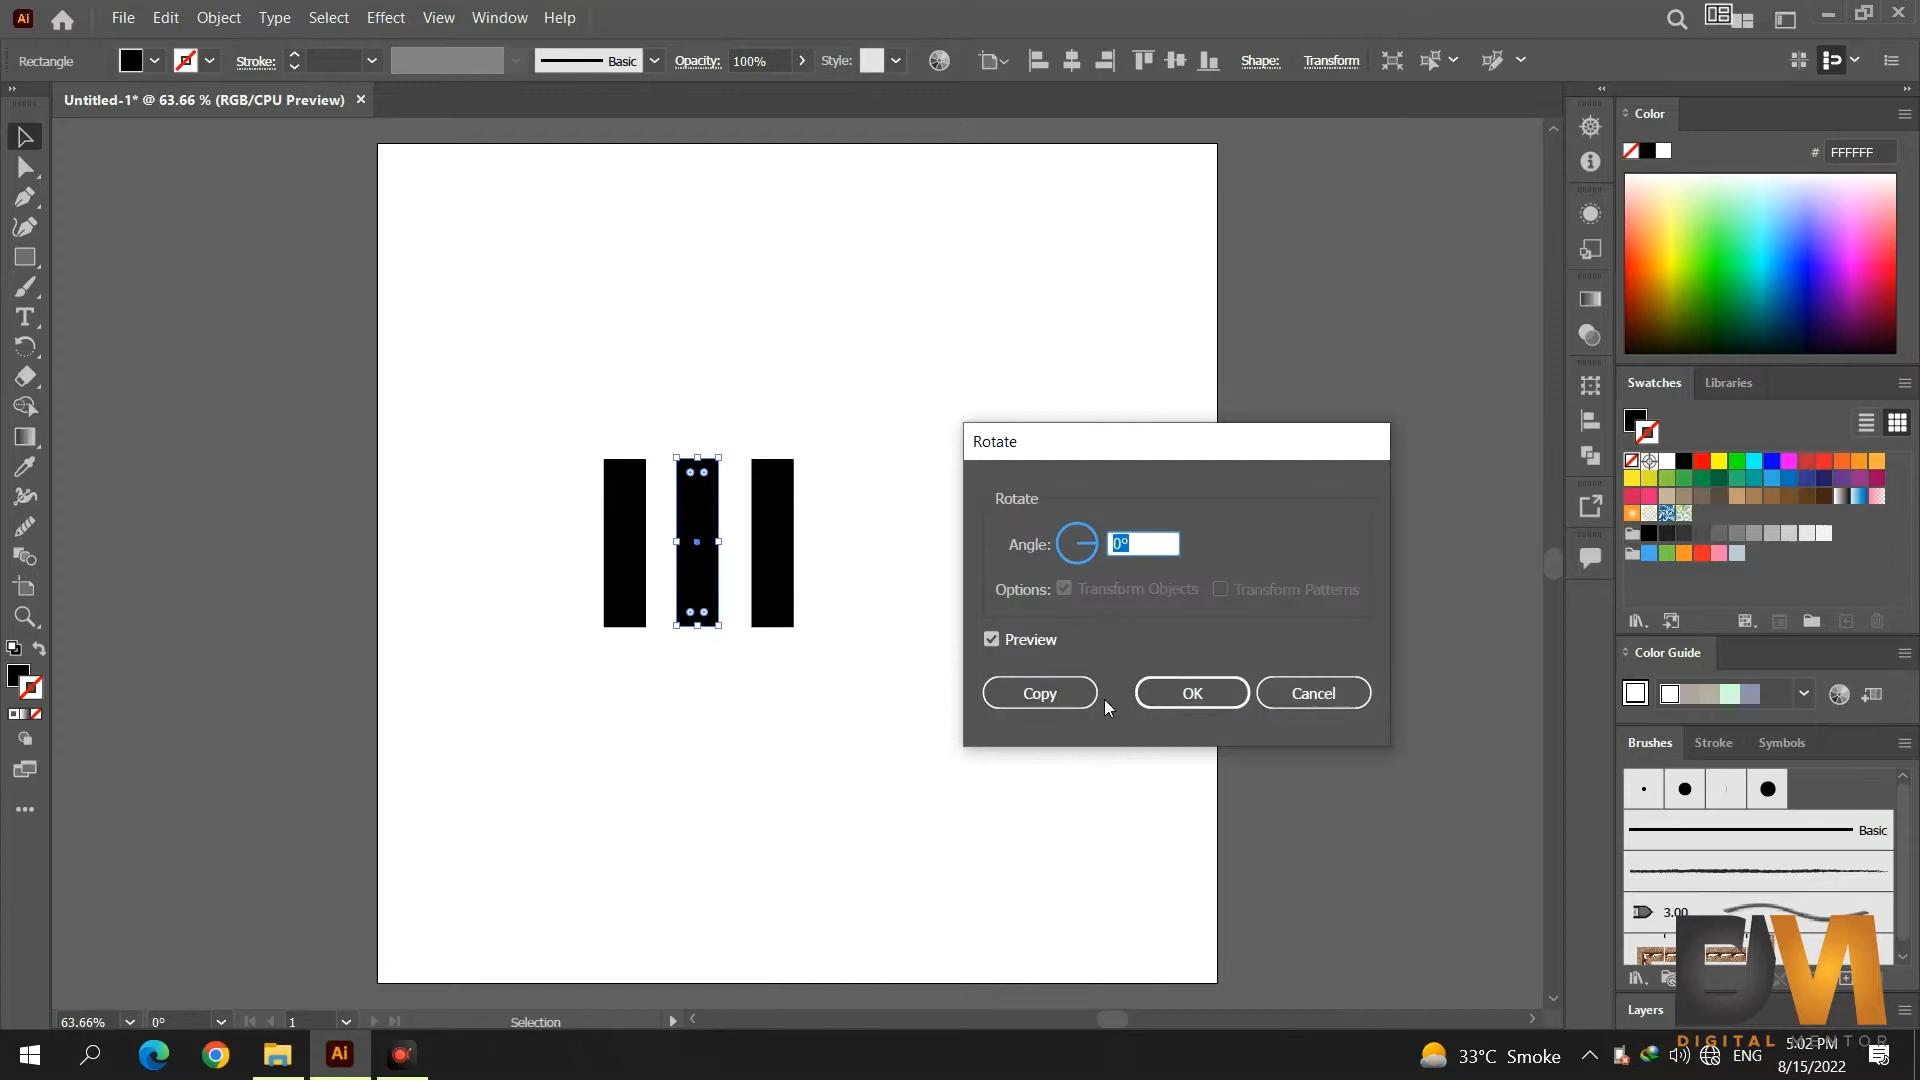 Ai File Edit Object Type Select Effect View Window Help
Rectangle Stroke: Basic Opacity: 100% Style: Shape: Transform
Untitled-1* @ 63.66 % (RGB/CPU Preview)
Color
# FFFFFF
Swatches Libraries
Rotate
Rotate
Angle: 0°
Options: Transform Objects Transform Patterns
Preview
Copy OK Cancel
Color Guide
Brushes Stroke Symbols
Basic
3.00
Layers
63.66% 0° 1 Selection
DIGITAL MENTOR
Ai 33°C Smoke ENG 5:02 PM
8/15/2022